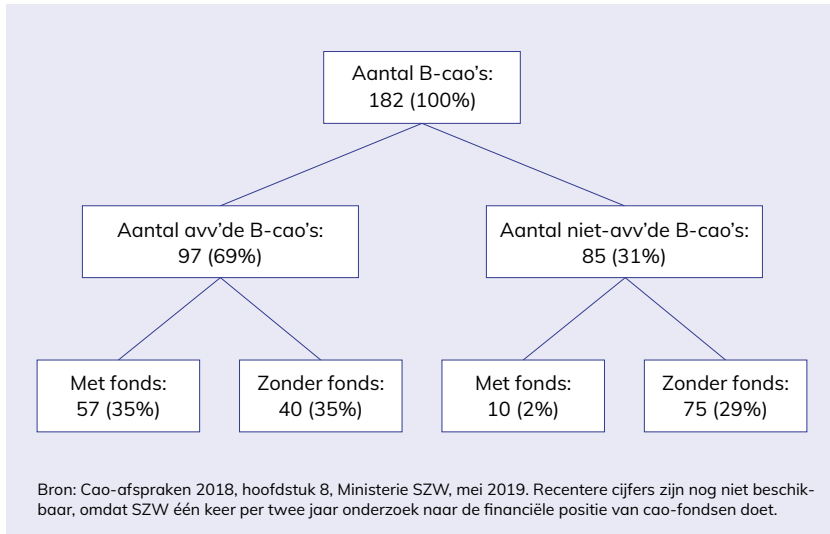 Aantal B-cao's:
182 (100%)
Aantal avv'de B-cao's:
97 (69%)
Aantal niet-avv'de B-cao's:
85 (31%)
Met fonds:
57 (35%)
Zonder fonds:
40 (35%)
Met fonds:
10 (2%)
Zonder fonds:
75 (29%)
Bron: Cao-afspraken 2018, hoofdstuk 8, Ministerie SZW, mei 2019. Recentere cijfers zijn nog niet beschik-
baar, omdat SZW één keer per twee jaar onderzoek naar de financiële positie van cao-fondsen doet.